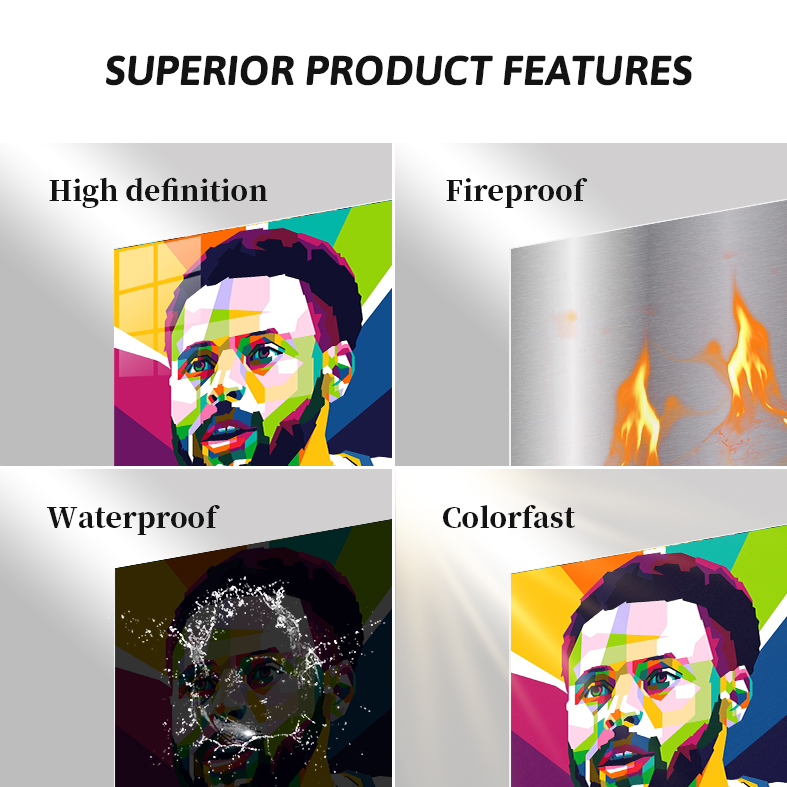 SUPERIOR PRODUCT FEATURES
High definition
Fireproof
Waterproof
Colorfast